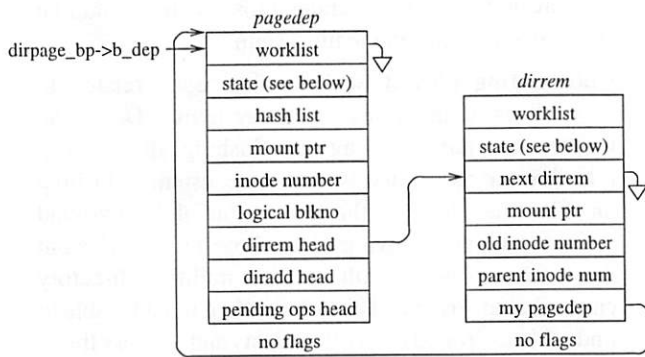 pagedep
dirpage_bp->b_dep
worklist
state (see below)
hash list
mount ptr
inode number
logical blkno
dirrem head
diradd head
pending ops head
no flags
dirrem
worklist
state (see below)
next dirrem
mount ptr
old inode number
parent inode num
my pagedep
no flags